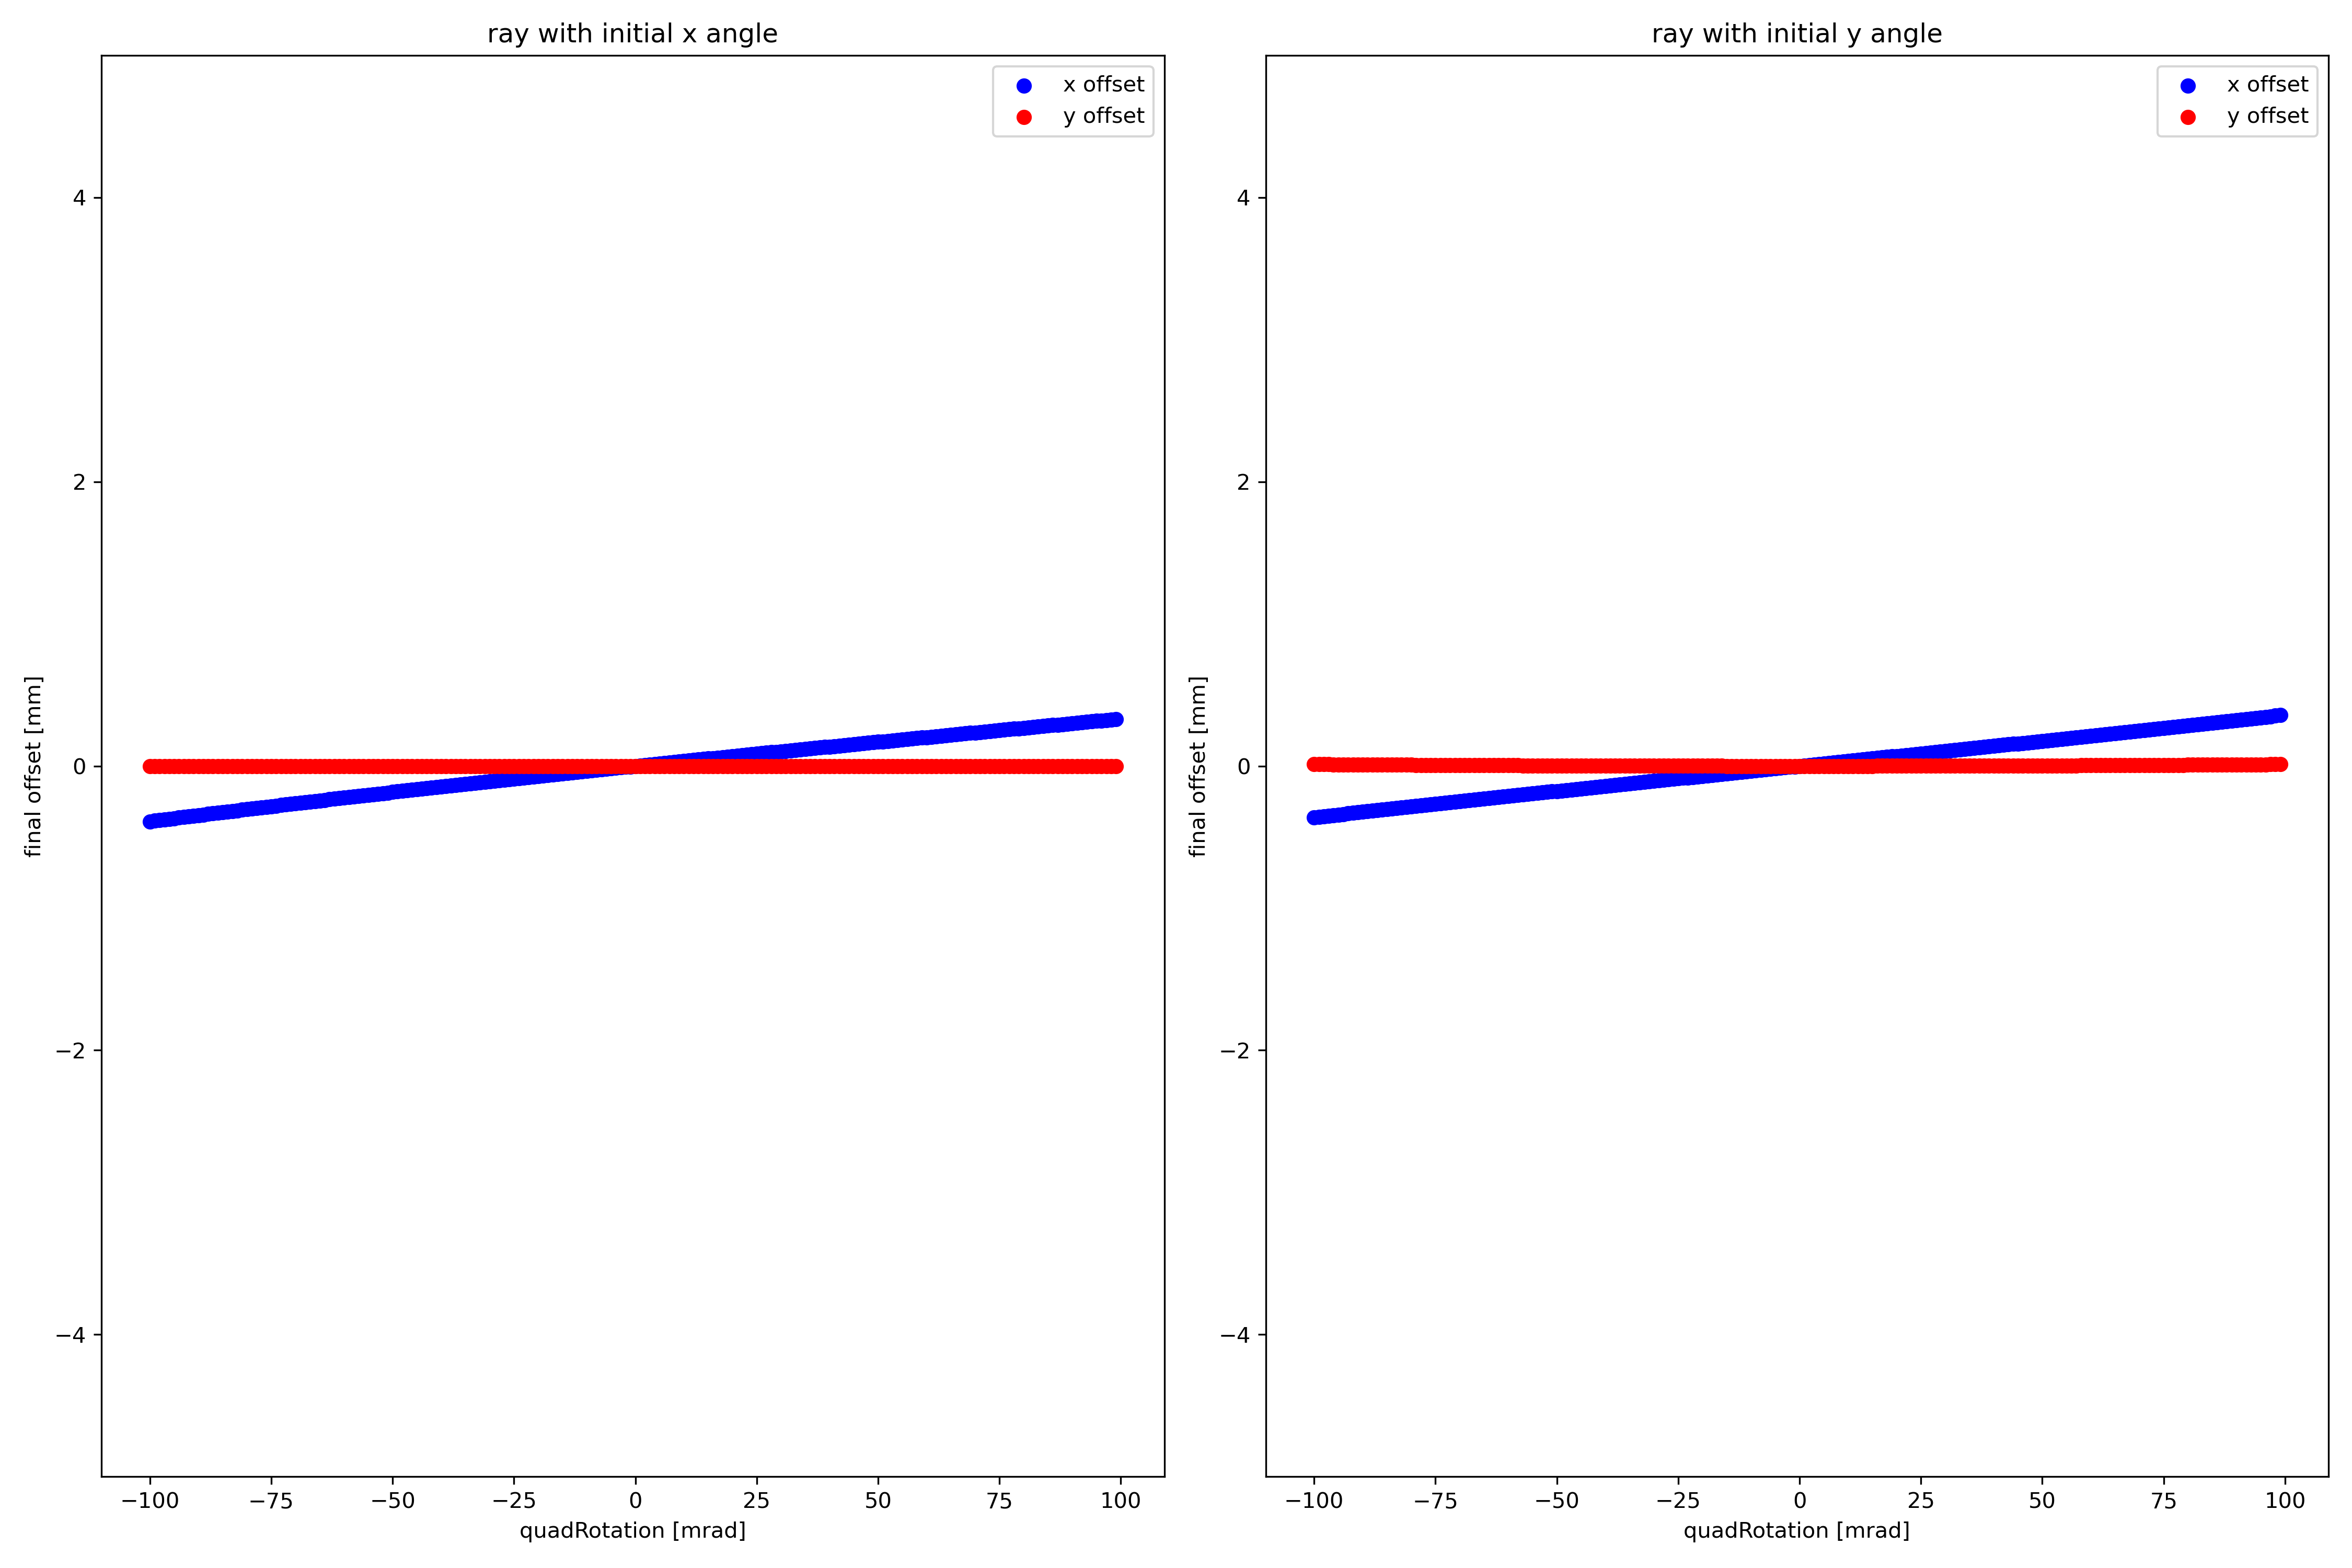 ray with initial x angle
x offset
y offset
4
2
0
−2
−4
final offset [mm]
−100 −75 −50 −25 0 25 50 75 100
quadRotation [mrad]
ray with initial y angle
x offset
y offset
4
2
0
−2
−4
final offset [mm]
−100 −75 −50 −25 0 25 50 75 100
quadRotation [mrad]